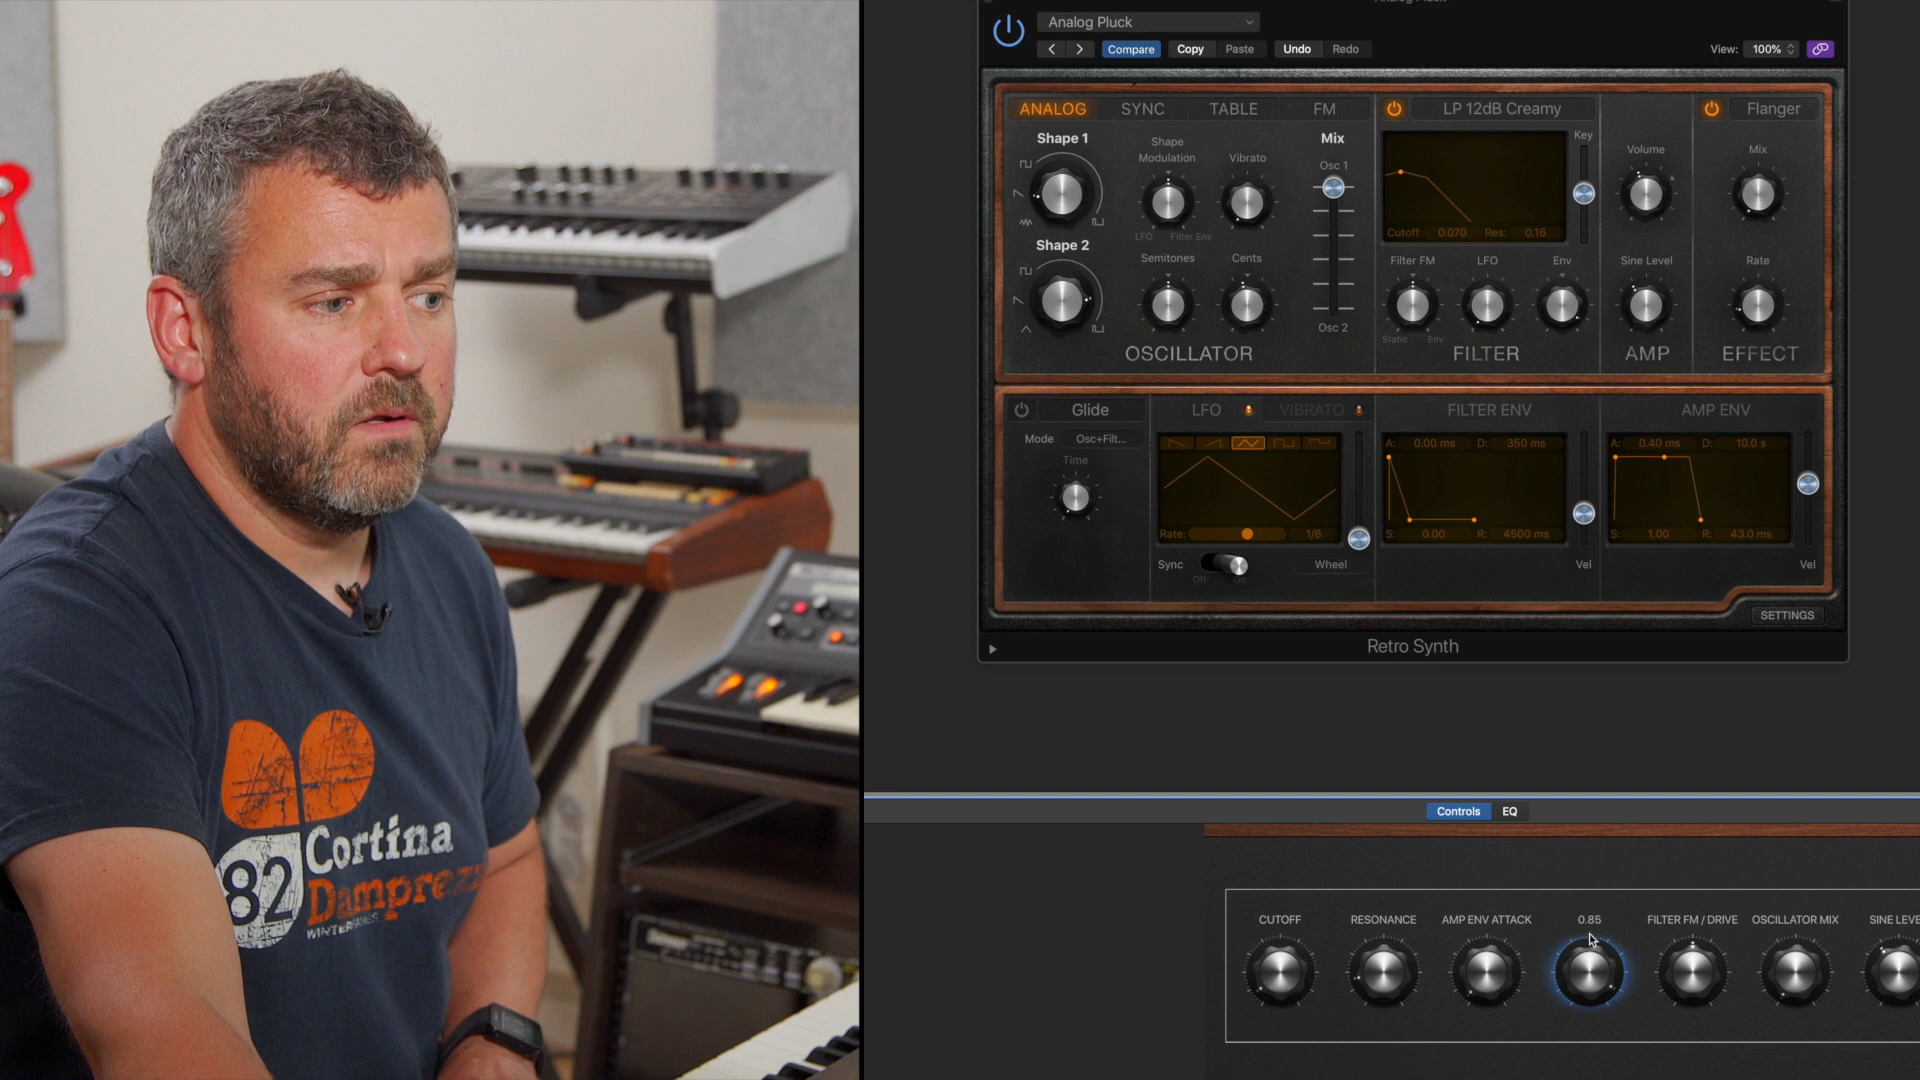 Analog Pluck
Compare Copy Paste Undo Redo
View: 100%
ANALOG SYNC TABLE FM
LP 12dB Creamy
Flanger
Shape 1
Shape Modulation
Vibrato
Mix
Osc 1
Key
Volume
Mix
LFO Filter Env
Cutoff: 0.070 Res: 0.16
Shape 2
Semitones
Cents
Filter FM
LFO
Env
Sine Level
Rate
Osc 2
Static Env
OSCILLATOR
FILTER
AMP
EFFECT
Glide
LFO
VIBRATO
FILTER ENV
AMP ENV
Mode Osc+Filt...
A: 0.00 ms D: 350 ms
A: 0.40 ms D: 10.0 s
Time
Rate: 1/8
S: 0.00 R: 4500 ms
S: 1.00 R: 43.0 ms
Sync
Off On
Wheel
Vel
Vel
SETTINGS
Retro Synth
Controls EQ
CUTOFF
RESONANCE
AMP ENV ATTACK
0.85
FILTER FM / DRIVE
OSCILLATOR MIX
SINE LEVE
82
Cortina
Dampre